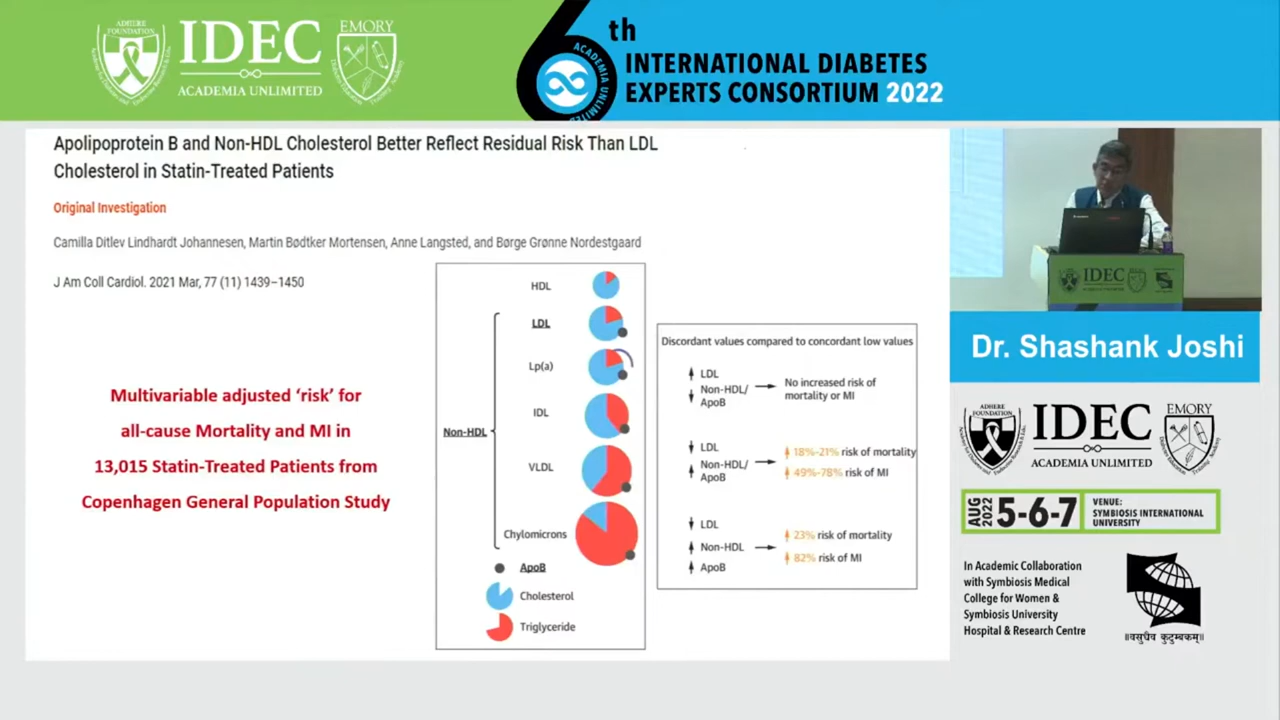 ADHERE
FOUNDATION
IDEC
ACADEMIA UNLIMITED
EMORY
6th
ACADEMIA UNLIMITED
INTERNATIONAL DIABETES
EXPERTS CONSORTIUM 2022
Apolipoprotein B and Non-HDL Cholesterol Better Reflect Residual Risk Than LDL
Cholesterol in Statin-Treated Patients
Original Investigation
Camilla Ditlev Lindhardt Johannesen, Martin Bødtker Mortensen, Anne Langsted, and Børge Grønne Nordestgaard
J Am Coll Cardiol. 2021 Mar, 77 (11) 1439–1450
Multivariable adjusted ‘risk’ for
all-cause Mortality and MI in
13,015 Statin-Treated Patients from
Copenhagen General Population Study
HDL
LDL
Lp(a)
IDL
Non-HDL
VLDL
Chylomicrons
ApoB
Cholesterol
Triglyceride
Discordant values compared to concordant low values
LDL
Non-HDL/
ApoB
No increased risk of
mortality or MI
LDL
Non-HDL/
ApoB
18%-21% risk of mortality
49%-78% risk of MI
LDL
Non-HDL
ApoB
23% risk of mortality
82% risk of MI
IDEC
Dr. Shashank Joshi
ADHERE
FOUNDATION
IDEC
ACADEMIA UNLIMITED
EMORY
AUG
2022
5-6-7
VENUE:
SYMBIOSIS INTERNATIONAL
UNIVERSITY
In Academic Collaboration
with Symbiosis Medical
College for Women &
Symbiosis University
Hospital & Research Centre
॥वसुधैव कुटुम्बकम्॥